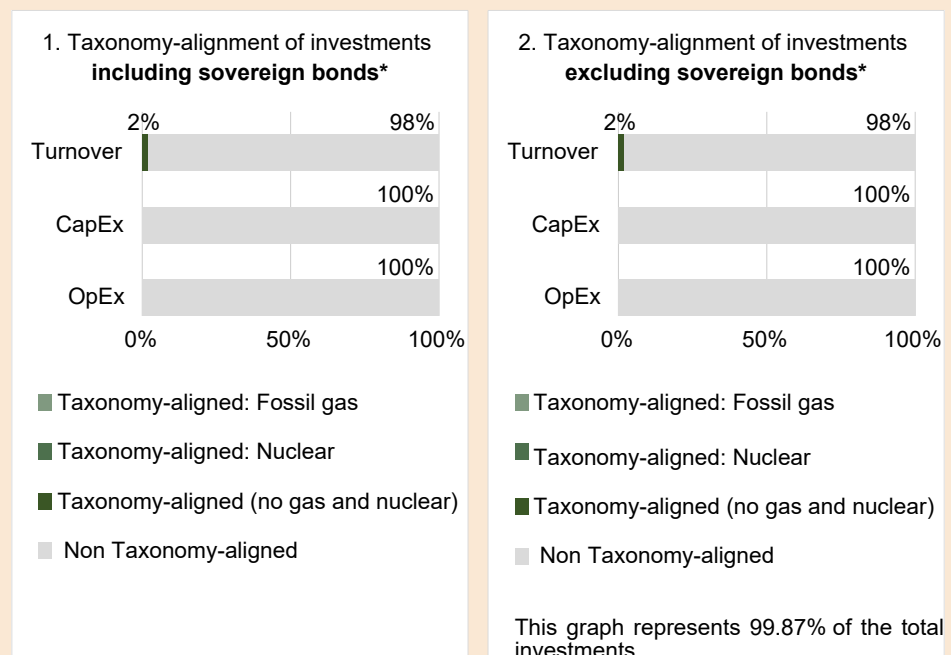 1. Taxonomy-alignment of investments
including sovereign bonds*
2% 98%
Turnover
100%
CapEx
100%
OpEx
0% 50% 100%
Taxonomy-aligned: Fossil gas
Taxonomy-aligned: Nuclear
Taxonomy-aligned (no gas and nuclear)
Non Taxonomy-aligned
2. Taxonomy-alignment of investments
excluding sovereign bonds*
2% 98%
Turnover
100%
CapEx
100%
OpEx
0% 50% 100%
Taxonomy-aligned: Fossil gas
Taxonomy-aligned: Nuclear
Taxonomy-aligned (no gas and nuclear)
Non Taxonomy-aligned
This graph represents 99.87% of the total
investments